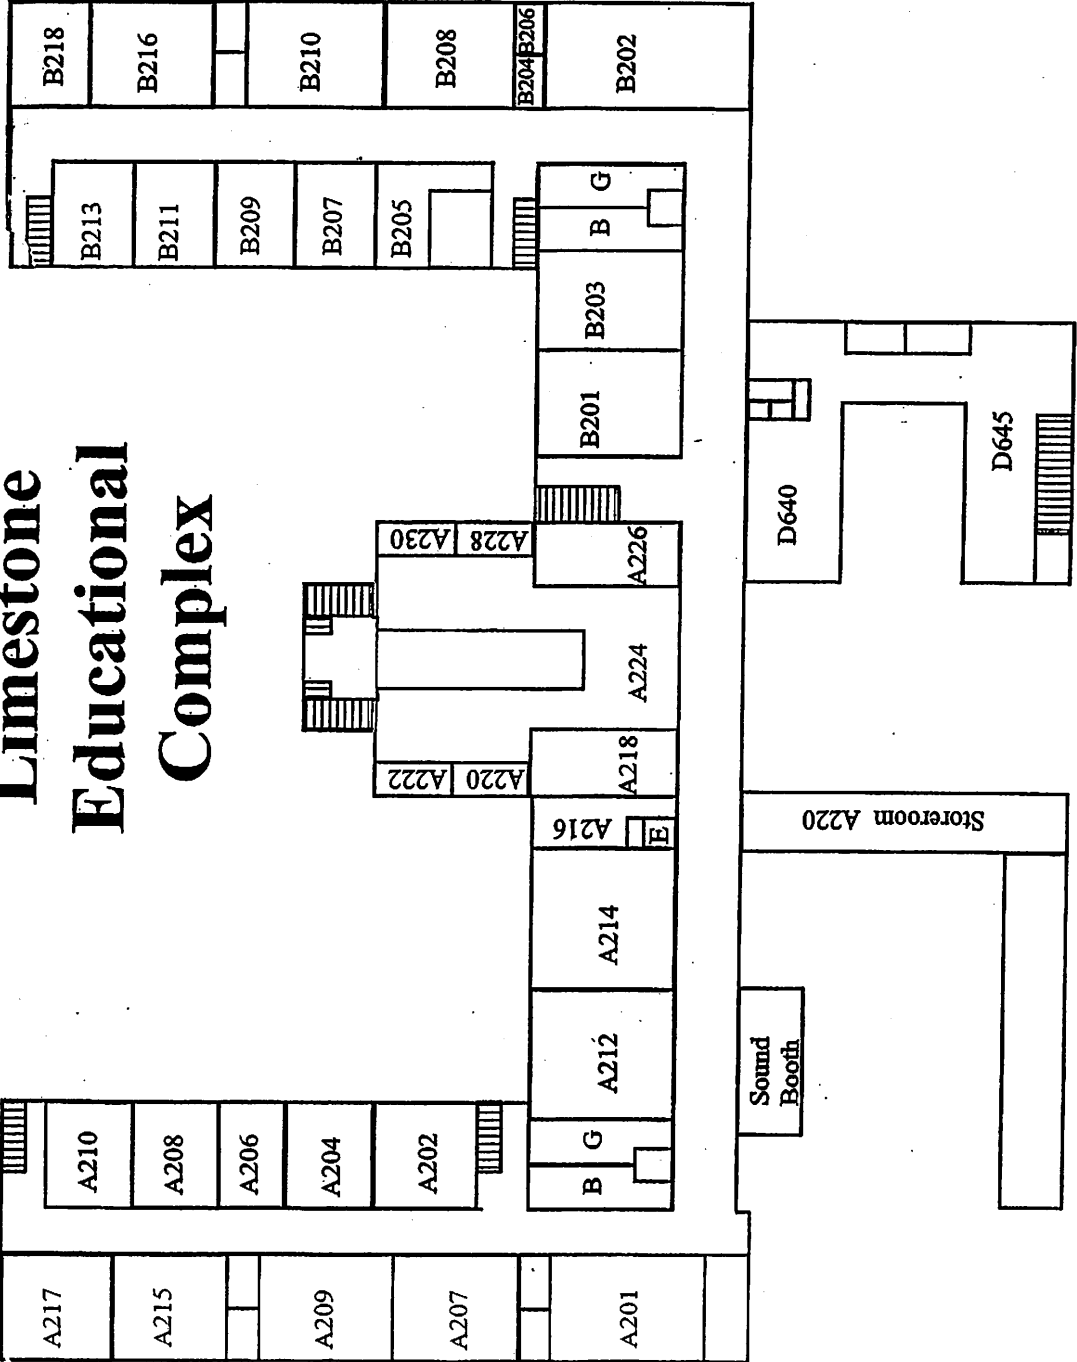 Limestone
Educational
Complex
B218
B216
B210
B208
B206
B204
B202
B213
B211
B209
B207
B205
G
B
B203
B201
D640
D645
A230
A228
A226
A224
A222
A220
A218
A216
E
Storeroom A220
A214
A212
Sound
Booth
G
B
A210
A208
A206
A204
A202
A217
A215
A209
A207
A201